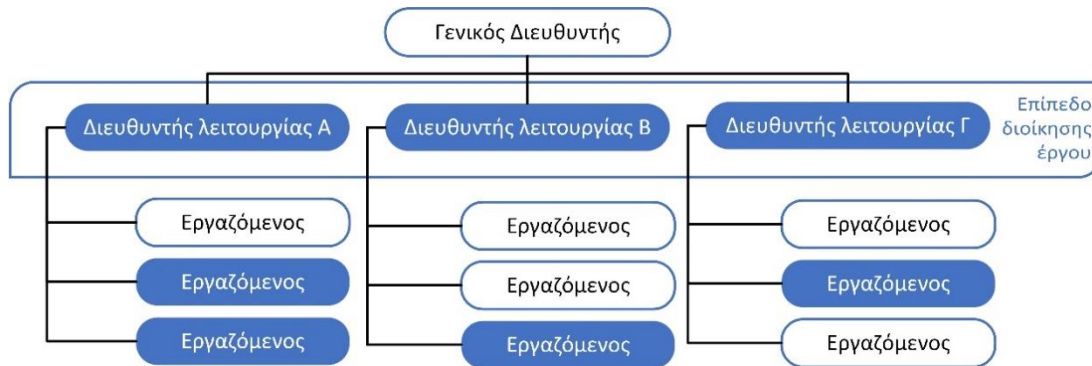 Γενικός Διευθυντής
Διευθυντής λειτουργίας Α
Διευθυντής λειτουργίας Β
Διευθυντής λειτουργίας Γ
Επίπεδο
διοίκησης
έργου
Εργαζόμενος
Εργαζόμενος
Εργαζόμενος
Εργαζόμενος
Εργαζόμενος
Εργαζόμενος
Εργαζόμενος
Εργαζόμενος
Εργαζόμενος